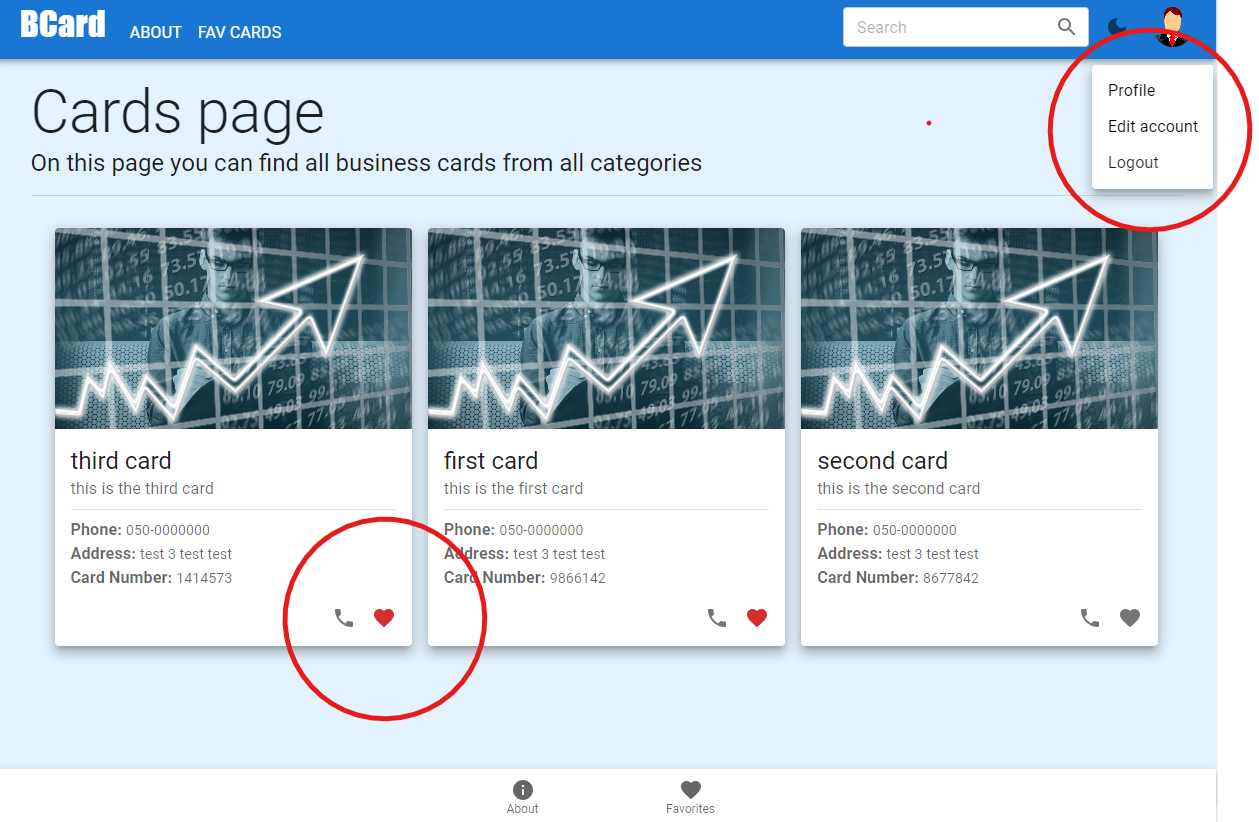 BCard
ABOUT
FAV CARDS
Search
Profile
Edit account
Logout
Cards page
On this page you can find all business cards from all categories
third card
this is the third card
Phone: 050-0000000
Address: test 3 test test
Card Number: 1414573
first card
this is the first card
Phone: 050-0000000
Address: test 3 test test
Card Number: 9866142
second card
this is the second card
Phone: 050-0000000
Address: test 3 test test
Card Number: 8677842
About
Favorites